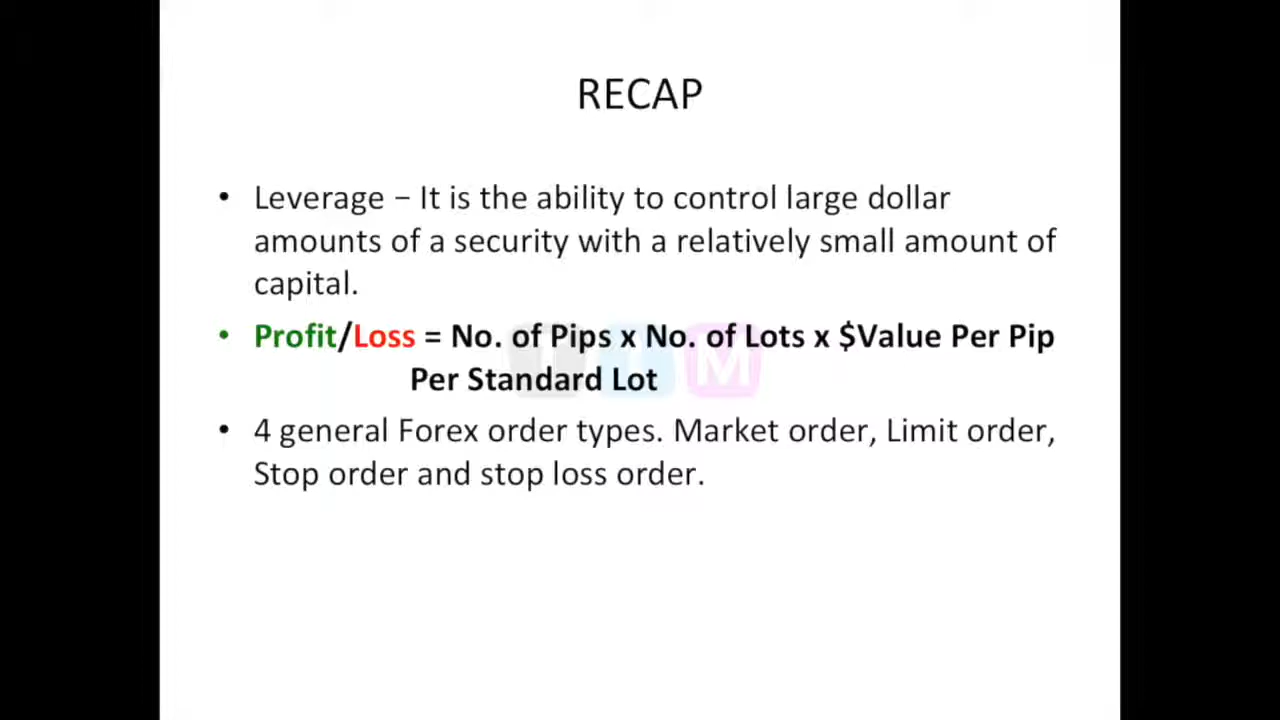 RECAP
• Leverage – It is the ability to control large dollar
amounts of a security with a relatively small amount of
capital.
• Profit/Loss = No. of Pips x No. of Lots x $Value Per Pip
Per Standard Lot
• 4 general Forex order types. Market order, Limit order,
Stop order and stop loss order.